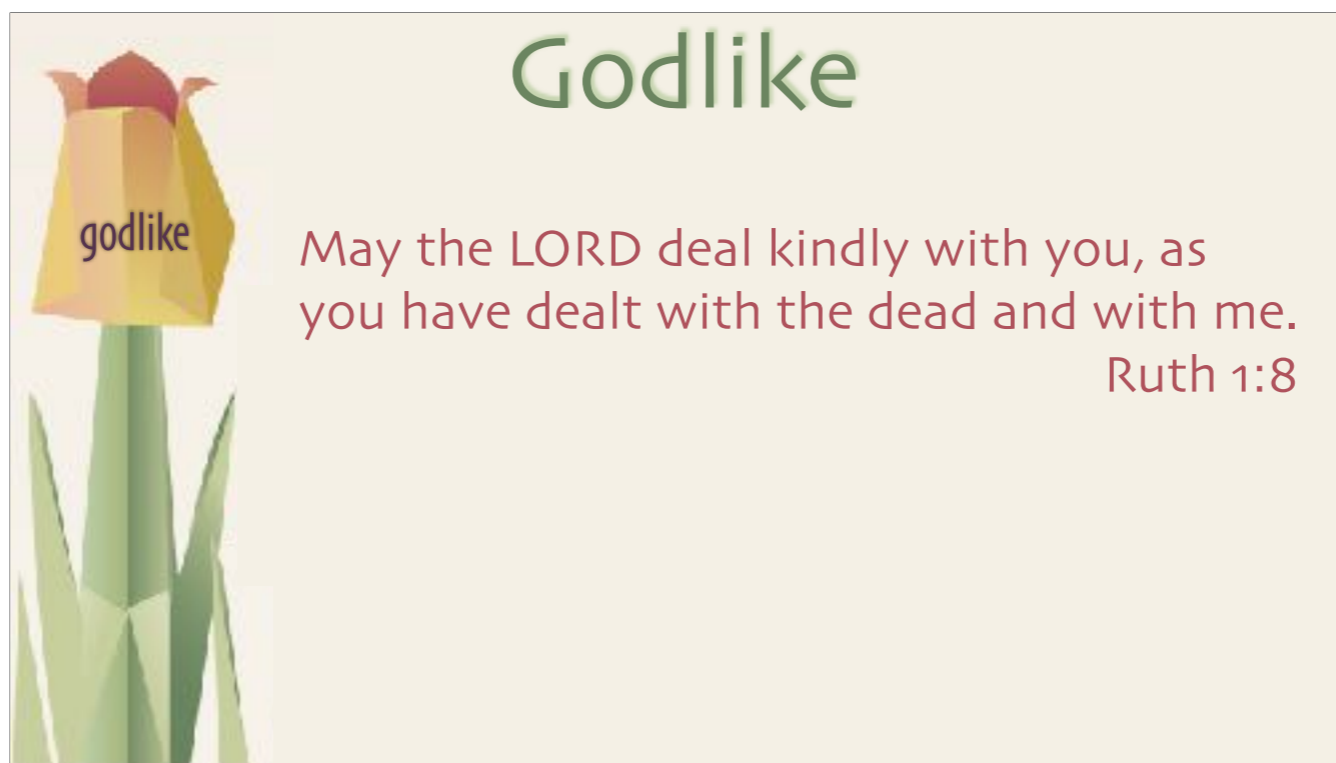 Godlike
godlike
May the LORD deal kindly with you, as
you have dealt with the dead and with me.
Ruth 1:8